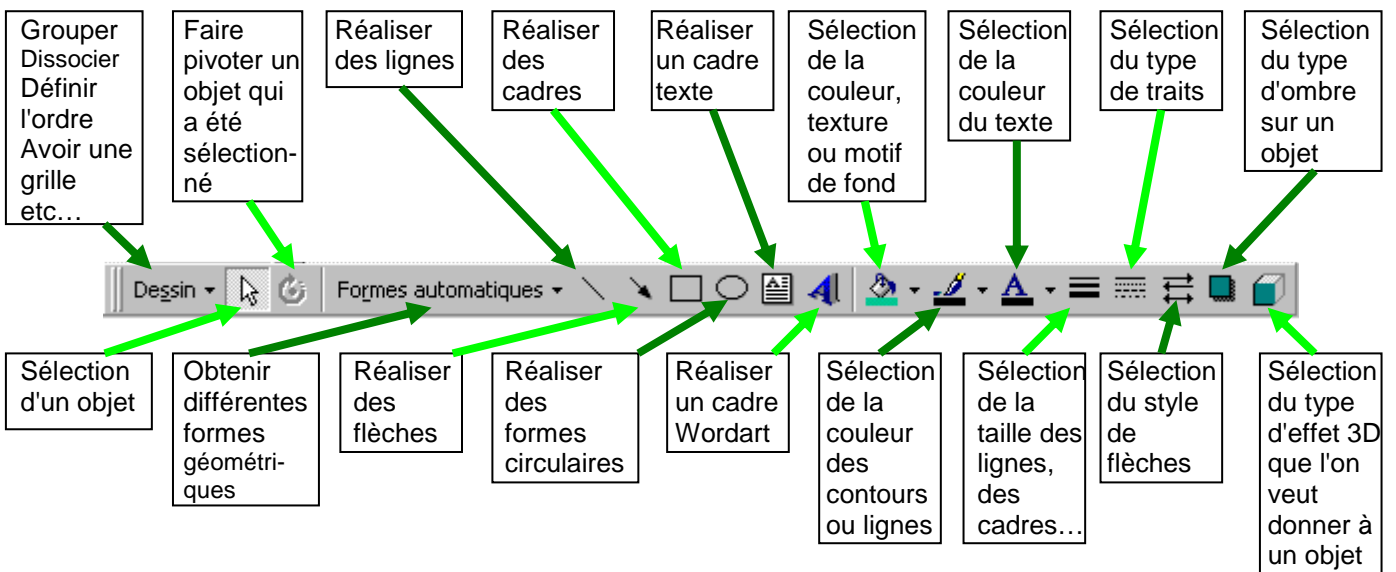 Grouper
Dissocier
Définir
l'ordre
Avoir une
grille
etc…
Faire
pivoter un
objet qui
a été
sélection-
né
Réaliser
des lignes
Réaliser
des
cadres
Réaliser
un cadre
texte
Sélection
de la
couleur,
texture
ou motif
de fond
Sélection
de la
couleur
du texte
Sélection
du type
de traits
Sélection
du type
d'ombre
sur un
objet
Dessin
Formes automatiques
Sélection
d'un objet
Obtenir
différentes
formes
géométri-
ques
Réaliser
des
flèches
Réaliser
des
formes
circulaires
Réaliser
un cadre
Wordart
Sélection
de la
couleur
des
contours
ou lignes
Sélection
de la
taille des
lignes,
des
cadres…
Sélection
du style
de
flèches
Sélection
du type
d'effet 3D
que l'on
veut
donner à
un objet